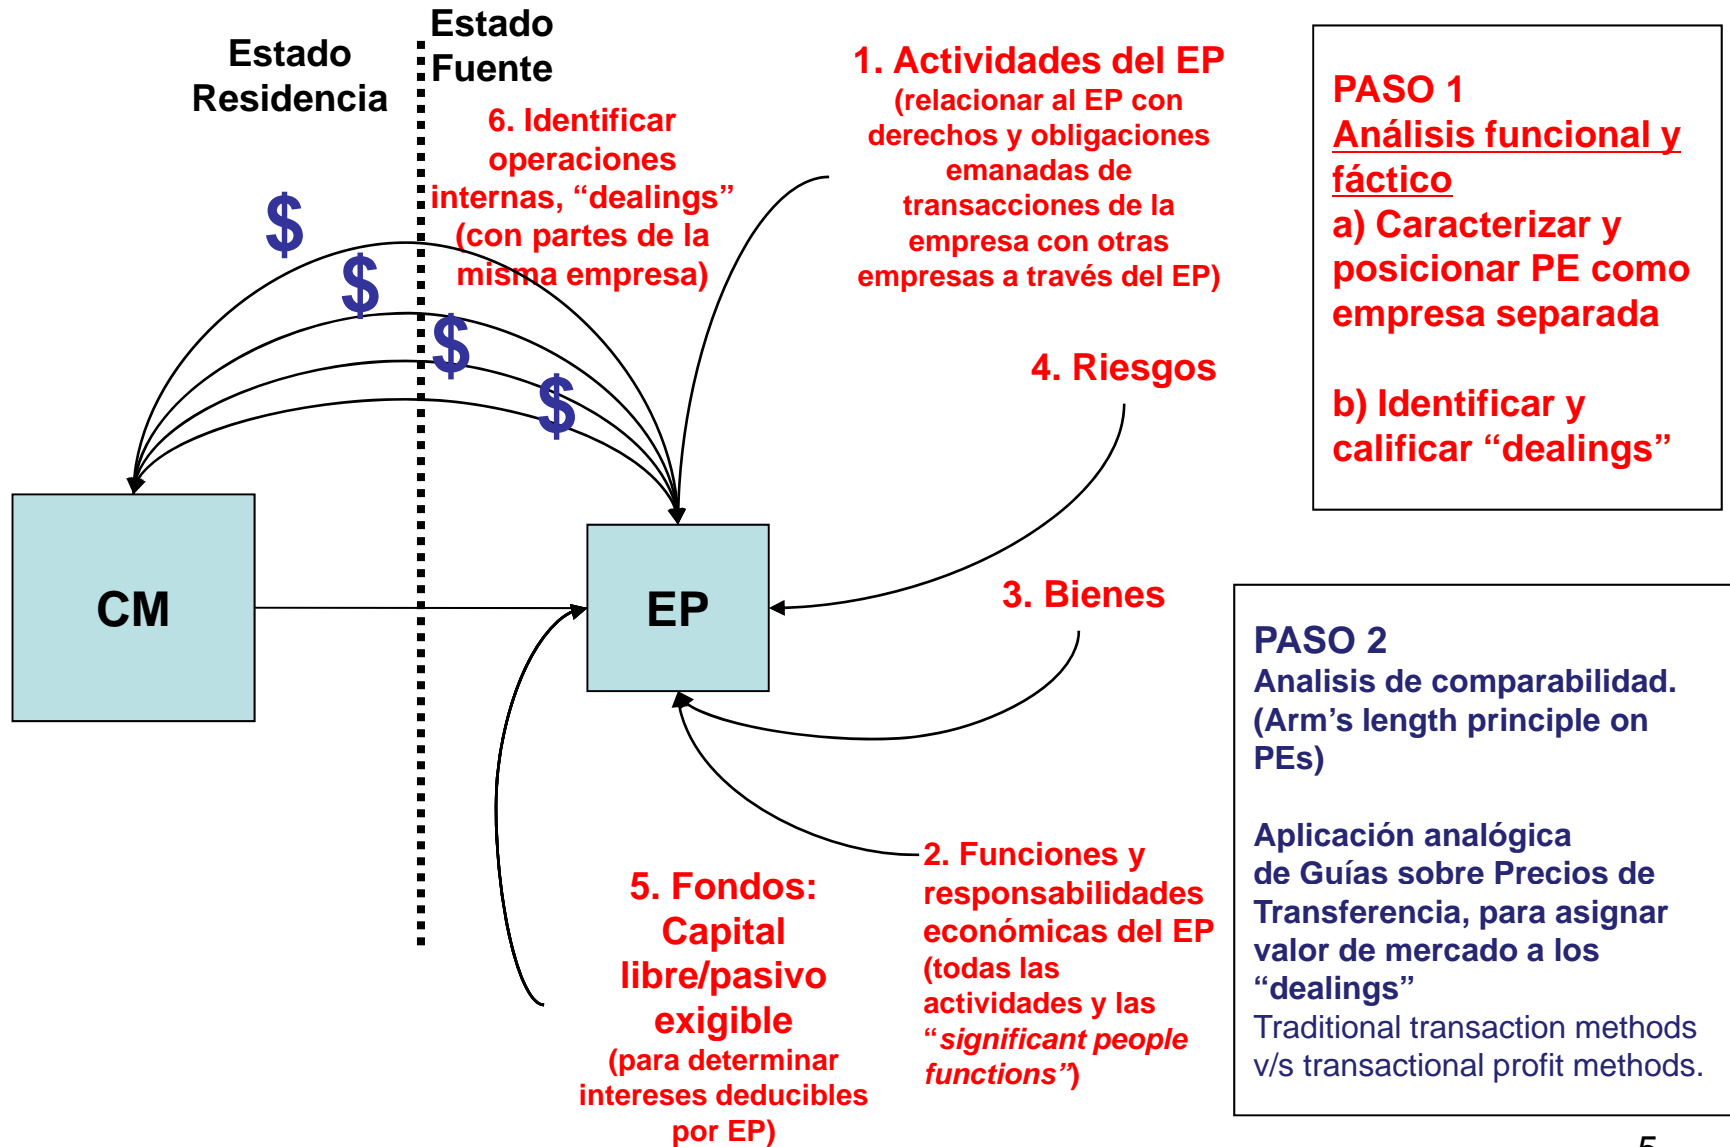 Estado
Residencia
Estado
Fuente
6. Identificar
operaciones
internas, “dealings”
(con partes de la
misma empresa)
$
$
$
$
1. Actividades del EP
(relacionar al EP con
derechos y obligaciones
emanadas de
transacciones de la
empresa con otras
empresas a través del EP)
4. Riesgos
3. Bienes
CM
EP
2. Funciones y
responsabilidades
económicas del EP
(todas las
actividades y las
“significant people
functions”)
5. Fondos:
Capital
libre/pasivo
exigible
(para determinar
intereses deducibles
por EP)
PASO 1
Análisis funcional y
fáctico
a) Caracterizar y
posicionar PE como
empresa separada
b) Identificar y
calificar “dealings”
PASO 2
Analisis de comparabilidad.
(Arm’s length principle on
PEs)
Aplicación analógica
de Guías sobre Precios de
Transferencia, para asignar
valor de mercado a los
“dealings”
Traditional transaction methods
v/s transactional profit methods.
5